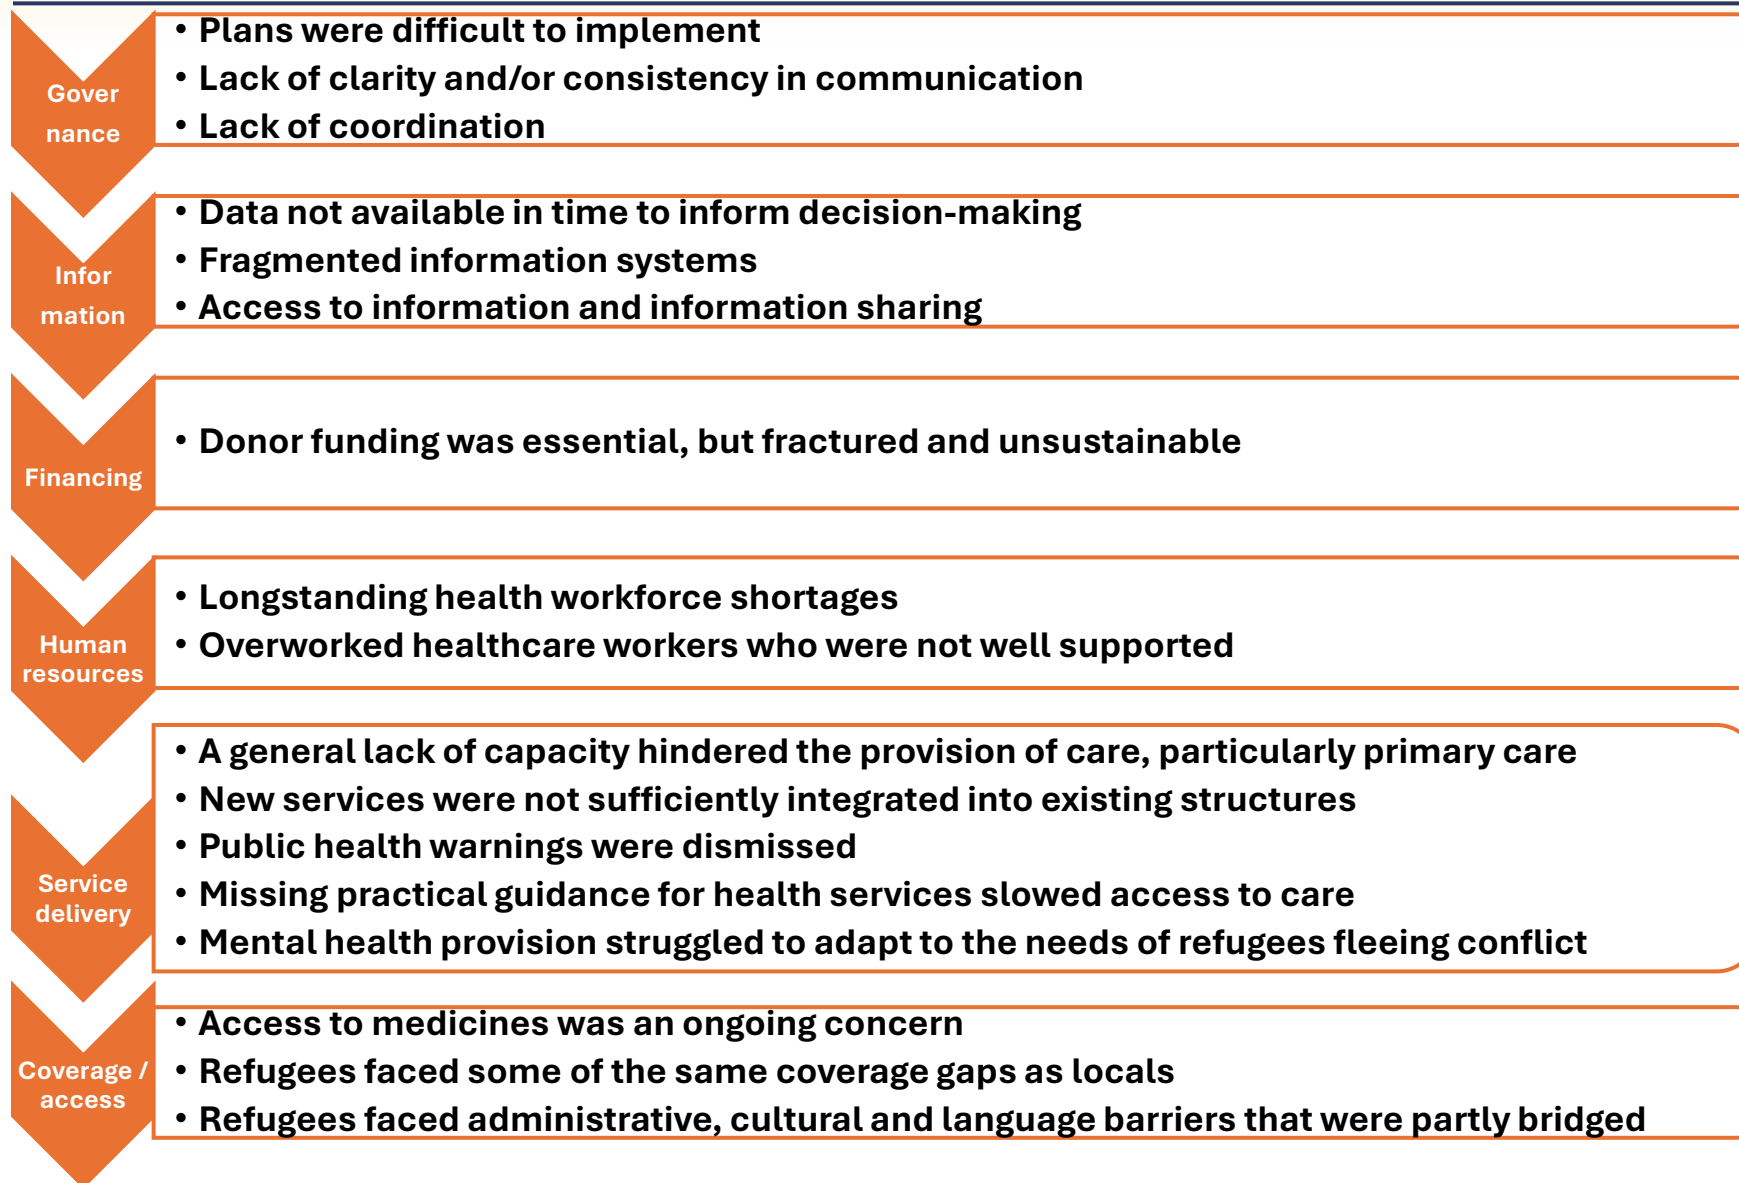 Gover
nance
• Plans were difficult to implement
• Lack of clarity and/or consistency in communication
• Lack of coordination
Infor
mation
• Data not available in time to inform decision-making
• Fragmented information systems
• Access to information and information sharing
Financing
• Donor funding was essential, but fractured and unsustainable
Human
resources
• Longstanding health workforce shortages
• Overworked healthcare workers who were not well supported
Service
delivery
• A general lack of capacity hindered the provision of care, particularly primary care
• New services were not sufficiently integrated into existing structures
• Public health warnings were dismissed
• Missing practical guidance for health services slowed access to care
• Mental health provision struggled to adapt to the needs of refugees fleeing conflict
Coverage /
access
• Access to medicines was an ongoing concern
• Refugees faced some of the same coverage gaps as locals
• Refugees faced administrative, cultural and language barriers that were partly bridged